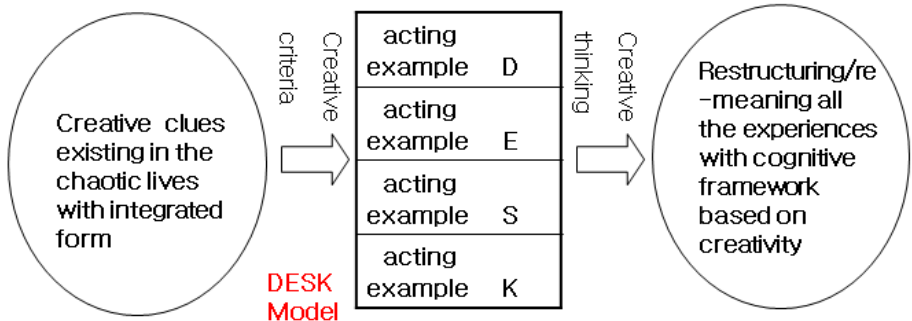 Creative clues
existing in the
chaotic lives
with integrated
form
Creative
criteria
DESK
Model
acting
example D
acting
example E
acting
example S
acting
example K
Creative
thinking
Restructuring/re
-meaning all
the experiences
with cognitive
framework
based on
creativity